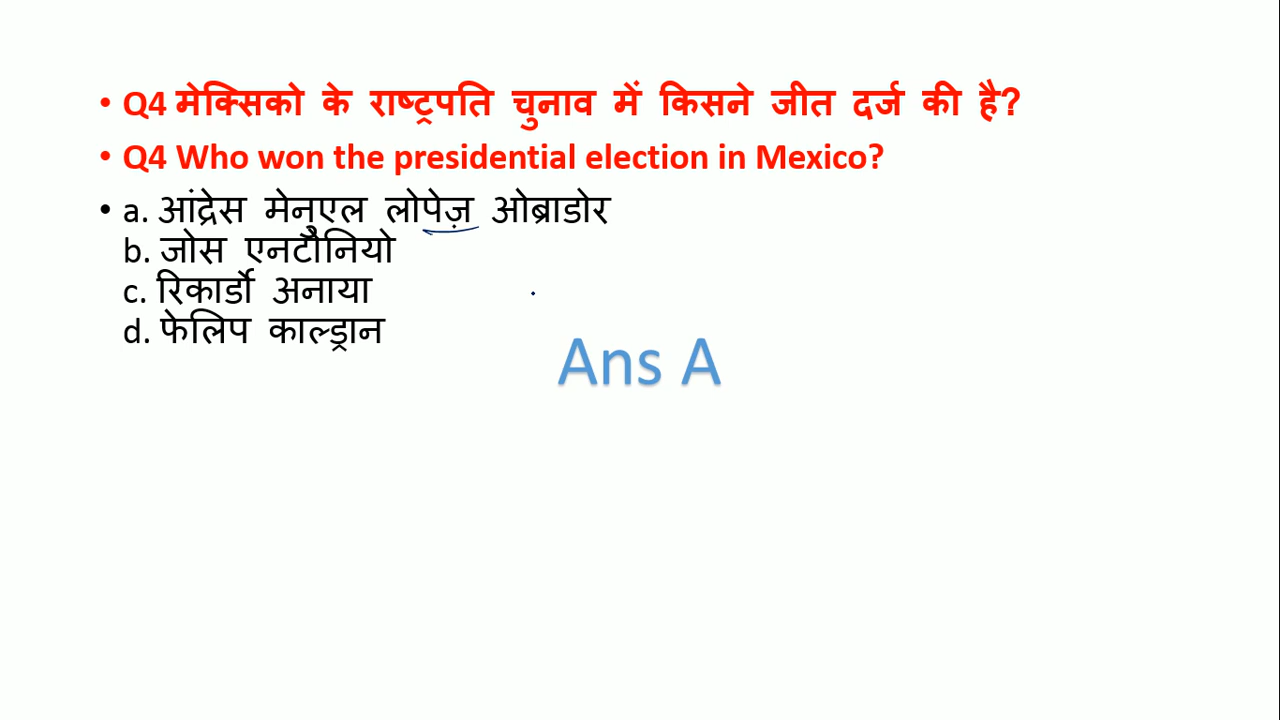 • Q4 मेक्सिको के राष्ट्रपति चुनाव में किसने जीत दर्ज की है?
• Q4 Who won the presidential election in Mexico?
• a. आंद्रेस मेनुएल लोपेज़ ओब्राडोर
b. जोस एनटोनियो
c. रिकार्डो अनाया
d. फेलिप काल्ड्रान
Ans A